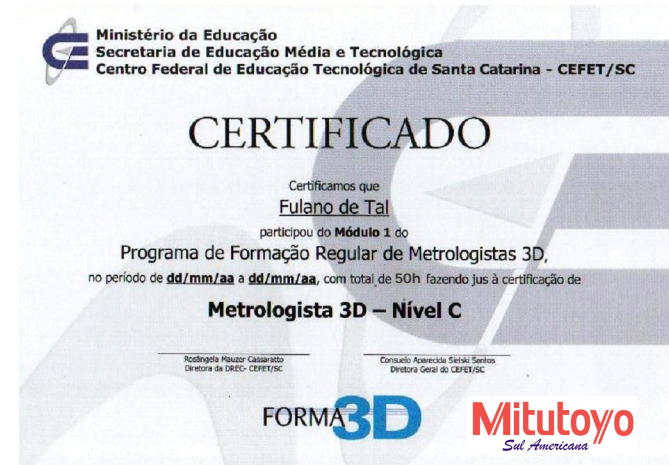 Ministério da Educação
Secretaria de Educação Média e Tecnológica
Centro Federal de Educação Tecnológica de Santa Catarina - CEFET/SC
CERTIFICADO
Certificamos que
Fulano de Tal
participou do Módulo 1 do
Programa de Formação Regular de Metrologistas 3D,
no período de dd/mm/aa a dd/mm/aa, com total de 50h fazendo jus à certificação de
Metrologista 3D – Nível C
Rosângela Mauzer Casarotto
Diretora da DREC- CEFET/SC
Consuelo Aparecida Sielski Santos
Diretora Geral do CEFET/SC
FORMA3D
Mitutoyo
Sul Americana